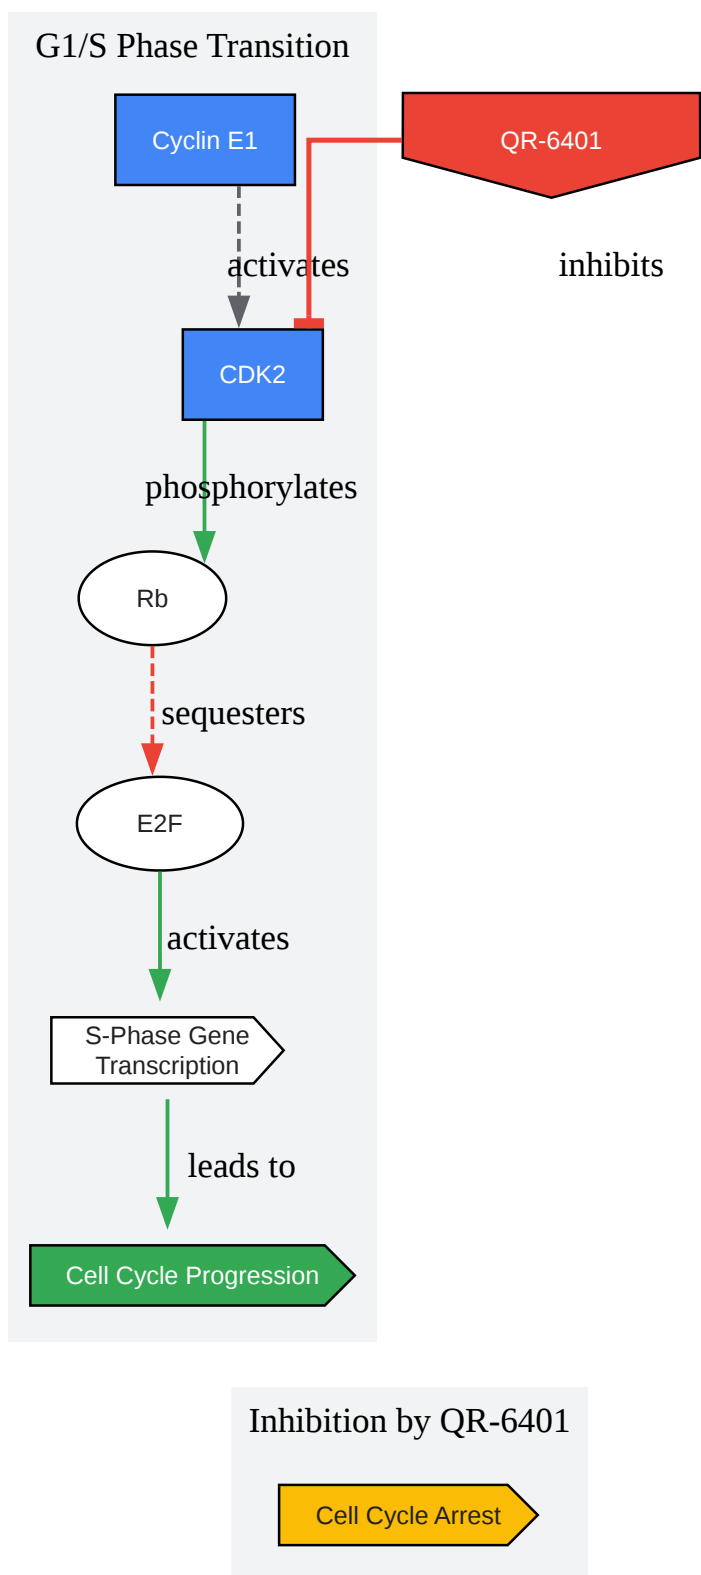 G1/S Phase Transition
Cyclin E1
QR-6401
activates
inhibits
CDK2
phosphorylates
Rb
sequesters
E2F
activates
S-Phase Gene
Transcription
leads to
Cell Cycle Progression
Inhibition by QR-6401
Cell Cycle Arrest